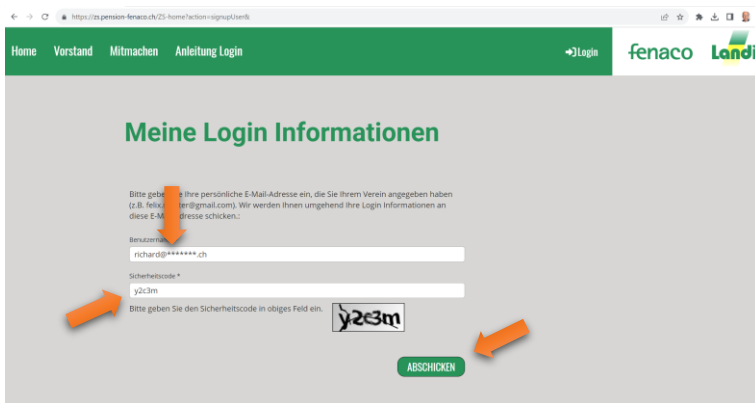 https://zs.pension-fenaco.ch/ZS-home?action=signupUser&
Home Vorstand Mitmachen Anleitung Login Login fenaco Landi
Meine Login Informationen
Bitte gebe Ihre persönliche E-Mail-Adresse ein, die Sie Ihrem Verein angegeben haben
(z.B. felix. ter@gmail.com). Wir werden Ihnen umgehend Ihre Login Informationen an
diese E-M dresse schicken.:
Benutzernam
richard@*******.ch
Sicherheitscode *
y2c3m
Bitte geben Sie den Sicherheitscode in obiges Feld ein. y2c3m
ABSCHICKEN